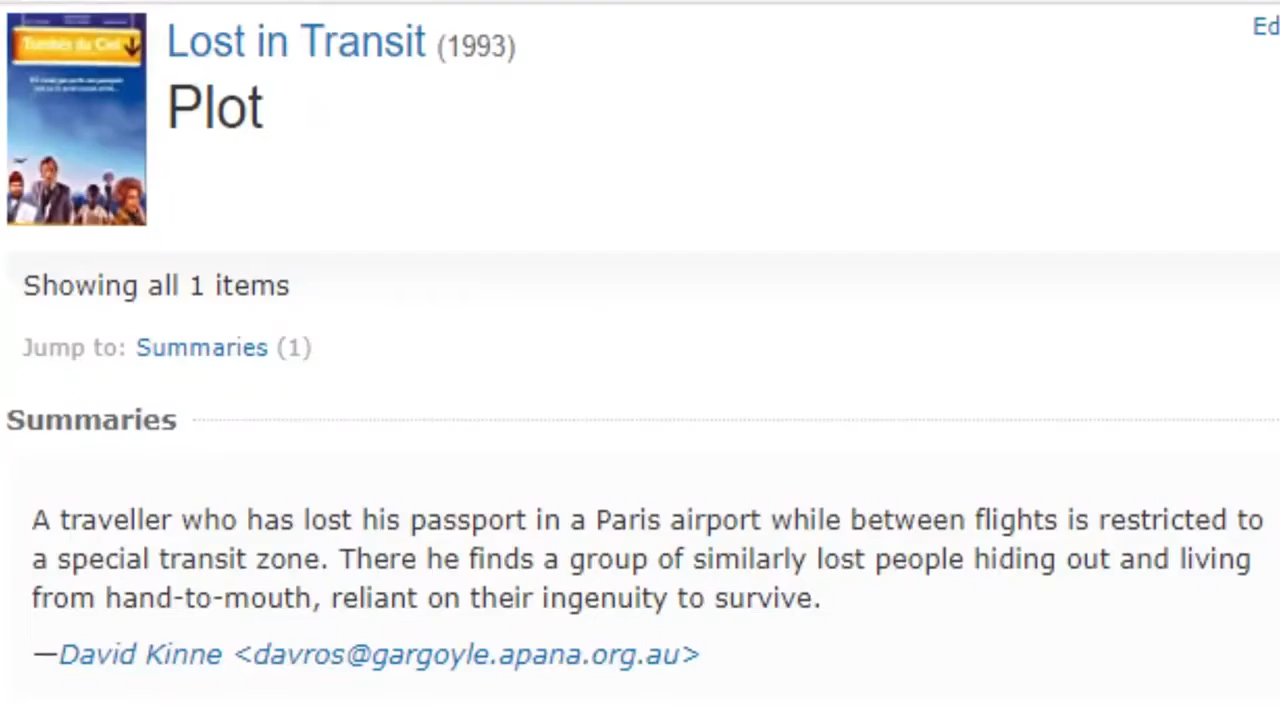 Tombés du Ciel
Lost in Transit (1993)
Ed
Plot
Showing all 1 items
Jump to: Summaries (1)
Summaries
A traveller who has lost his passport in a Paris airport while between flights is restricted to
a special transit zone. There he finds a group of similarly lost people hiding out and living
from hand-to-mouth, reliant on their ingenuity to survive.
—David Kinne <davros@gargoyle.apana.org.au>